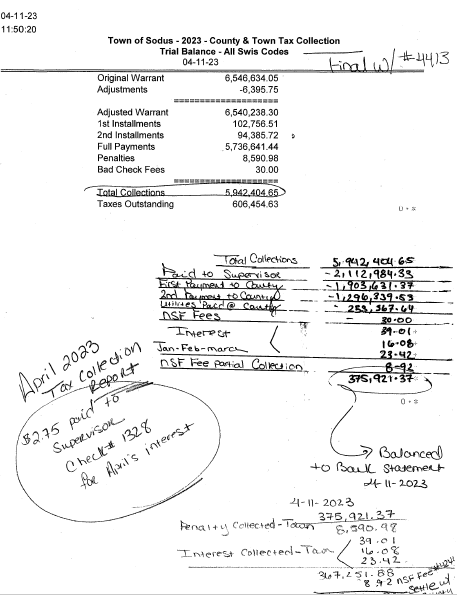 04-11-23
11:50:20
Town of Sodus - 2023 - County & Town Tax Collection
Trial Balance - All Swis Codes
04-11-23
Final w/ #4413
Original Warrant 6,546,634.05
Adjustments -6,395.75
====================
Adjusted Warrant 6,540,238.30
1st Installments 102,756.51
2nd Installments 94,385.72
Full Payments 5,736,641.44
Penalties 8,590.98
Bad Check Fees 30.00
====================
Total Collections 5,942,404.65
Taxes Outstanding 606,454.63
Total Collections 5,942,404.65
Paid to Supervisor -2,112,984.33
First Payment to County -1,903,631.37
2nd Payment to County -1,296,339.53
Utilities Paid @ County
NSF Fees - 30.00
Interest 39.01
Jan-Feb-march 16.08
23.42
NSF Fee Partial Collection 8.92
375,921.37
April 2023
Tax Collection
Report
$2.75 paid to
Supervisor
Check# 1328
for April's interest
Balanced
to Bank Statement
4-11-2023
4-11-2023
375,921.37
Penalty Collected-Town 8,590.98
39.01
Interest Collected-Town 16.08
23.42
367,251.88
8.92 NSF Fee
Settle w/